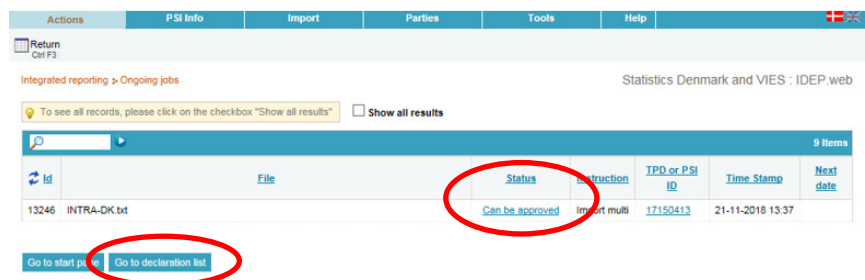 Actions PSI Info Import Parties Tools Help
Return
Ctrl F3
Integrated reporting Ongoing jobs Statistics Denmark and VIES : IDEP.web
To see all records, please click on the checkbox "Show all results" Show all results
9 Items
Id File Status Instruction TPD or PSI ID Time Stamp Next date
13246 INTRA-DK.txt Can be approved Import multi 17150413 21-11-2018 13:37
Go to start page Go to declaration list